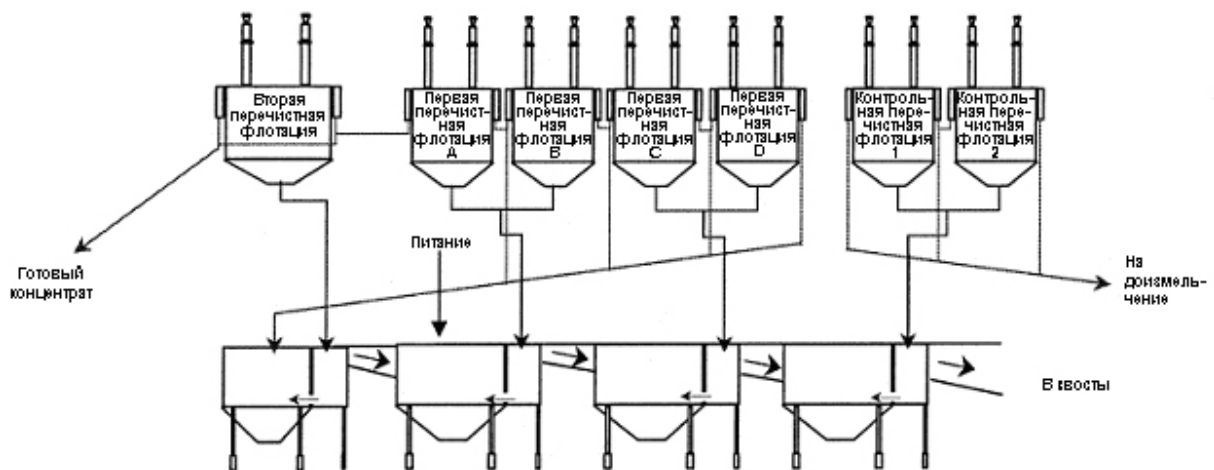 Вторая
перечистная
флотация
Первая
перечист-
ная
флотация
A
Первая
перечист-
ная
флотация
B
Первая
перечист-
ная
флотация
C
Первая
перечист-
ная
флотация
D
Контроль-
ная пере-
чистная
флотация
1
Контроль-
ная пере-
чистная
флотация
2
Питание
Готовый
концентрат
На
доизмель-
чение
В хвосты